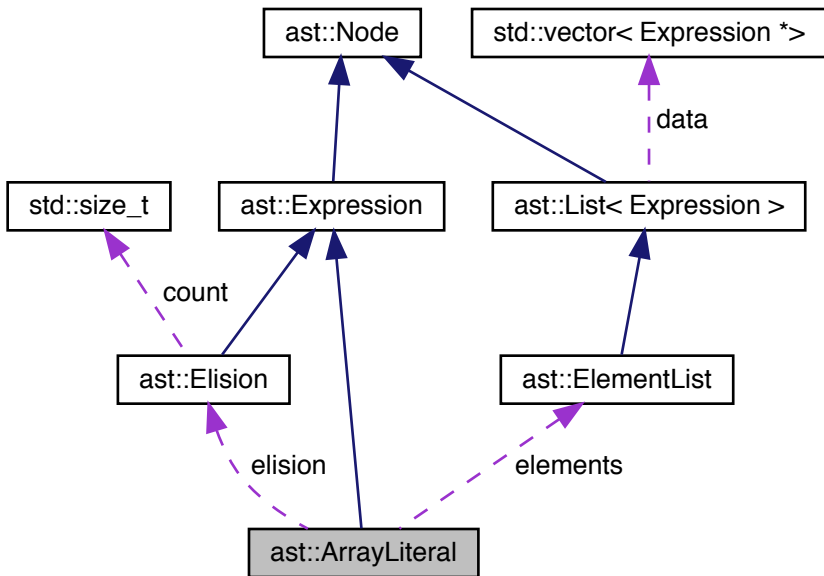 ast::Node
std::vector< Expression *>
data
std::size_t
ast::Expression
ast::List< Expression >
count
ast::Elision
ast::ElementList
elision
elements
ast::ArrayLiteral